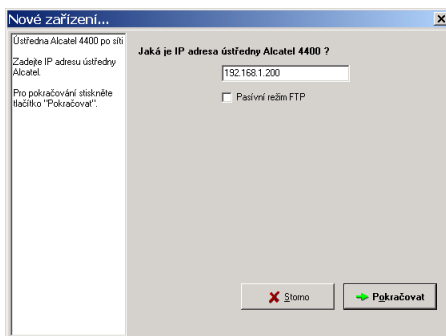 Nové zařízení...
Ústředna Alcatel 4400 po síti
Zadejte IP adresu ústředny
Alcatel.
Pro pokračování stiskněte
tlačítko "Pokračovat".
Jaká je IP adresa ústředny Alcatel 4400 ?
192.168.1.200
Pasívní režim FTP
Storno
Pokračovat